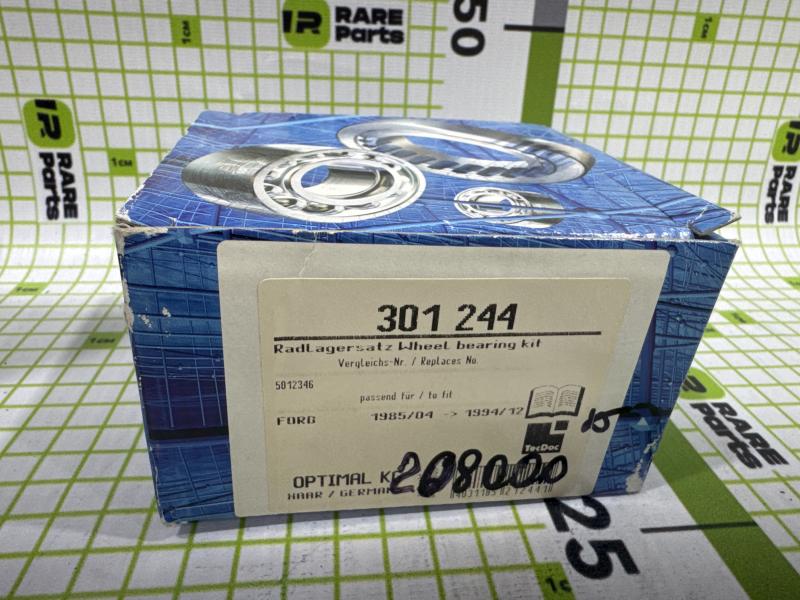 RARE
Parts
50
1см
RARE
Parts
1см
1см
RARE
Parts
301 244
Radlagersatz Wheel bearing kit
Vergleichs-Nr. / Replaces No.
5012346
passend für / to fit
FORD 1985/04 -> 1994/12
TecDoc
OPTIMAL
208000
HAAR / GERMAN
25
RARE
Parts